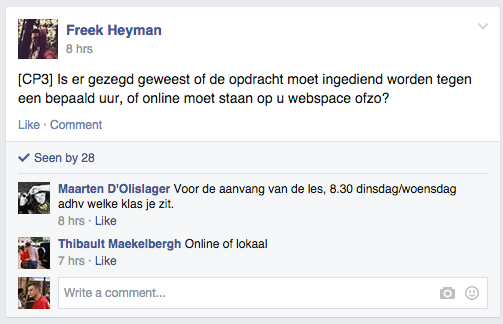 Freek Heyman
8 hrs
[CP3] Is er gezegd geweest of de opdracht moet ingediend worden tegen
een bepaald uur, of online moet staan op u webspace ofzo?
Like · Comment
Seen by 28
Maarten D'Olislager Voor de aanvang van de les, 8.30 dinsdag/woensdag
adhv welke klas je zit.
8 hrs · Like
Thibault Maekelbergh Online of lokaal
7 hrs · Like
Write a comment...